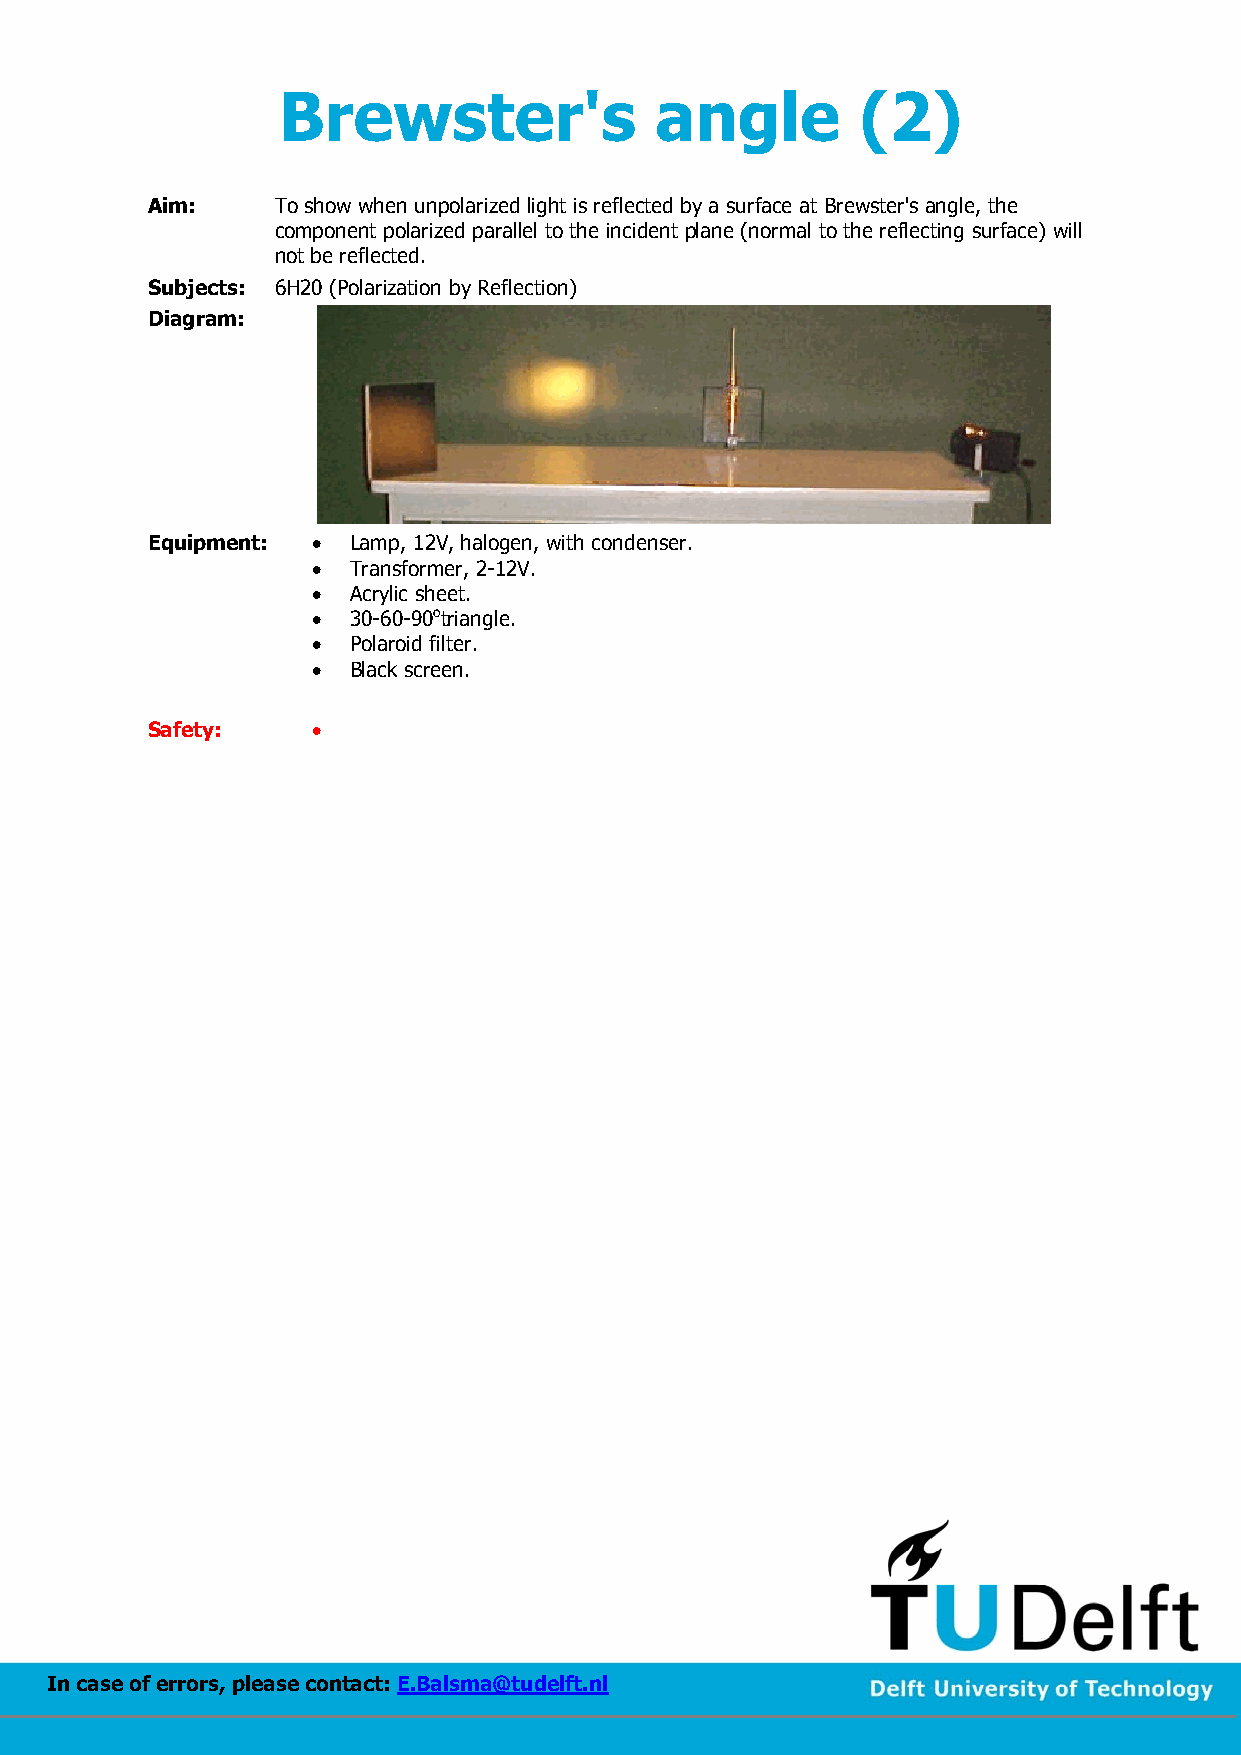 Brewster's angle (2)
Aim: To show when unpolarized light is reflected by a surface at Brewster's angle, the
component polarized parallel to the incident plane (normal to the reflecting surface) will
not be reflected.
Subjects: 6H20 (Polarization by Reflection)
Diagram:
Equipment: • Lamp, 12V, halogen, with condenser.
• Transformer, 2-12V.
• Acrylic sheet.
• 30-60-90°triangle.
• Polaroid filter.
• Black screen.
Safety: •
TUDelft
In case of errors, please contact: E.Balsma@tudelft.nl
Delft University of Technology